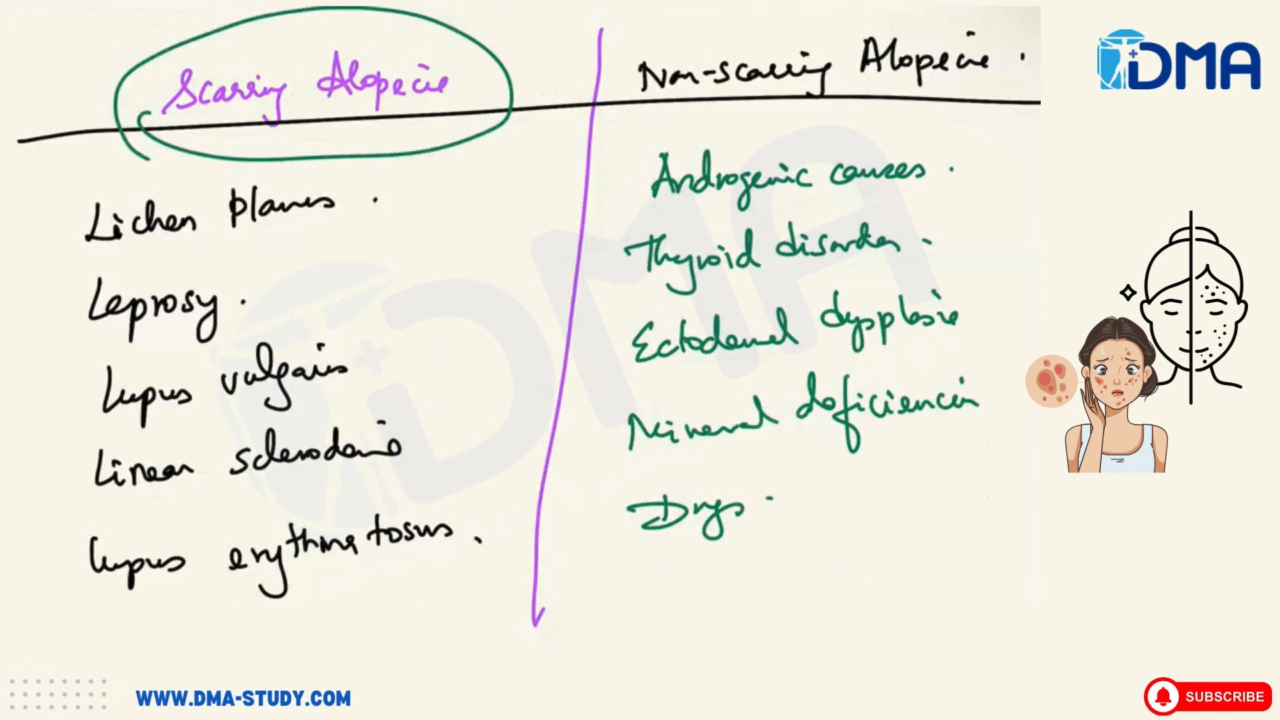 Scarring Alopecia
Non-scarring Alopecia.
DMA
Lichen planus.
Leprosy.
Lupus vulgaris
Linear scleroderma
Lupus erythematosus.
Androgenic causes.
Thyroid disorder.
Ectodermal dysplasia
Mineral deficiencies
Drugs.
DMA
WWW.DMA-STUDY.COM
SUBSCRIBE